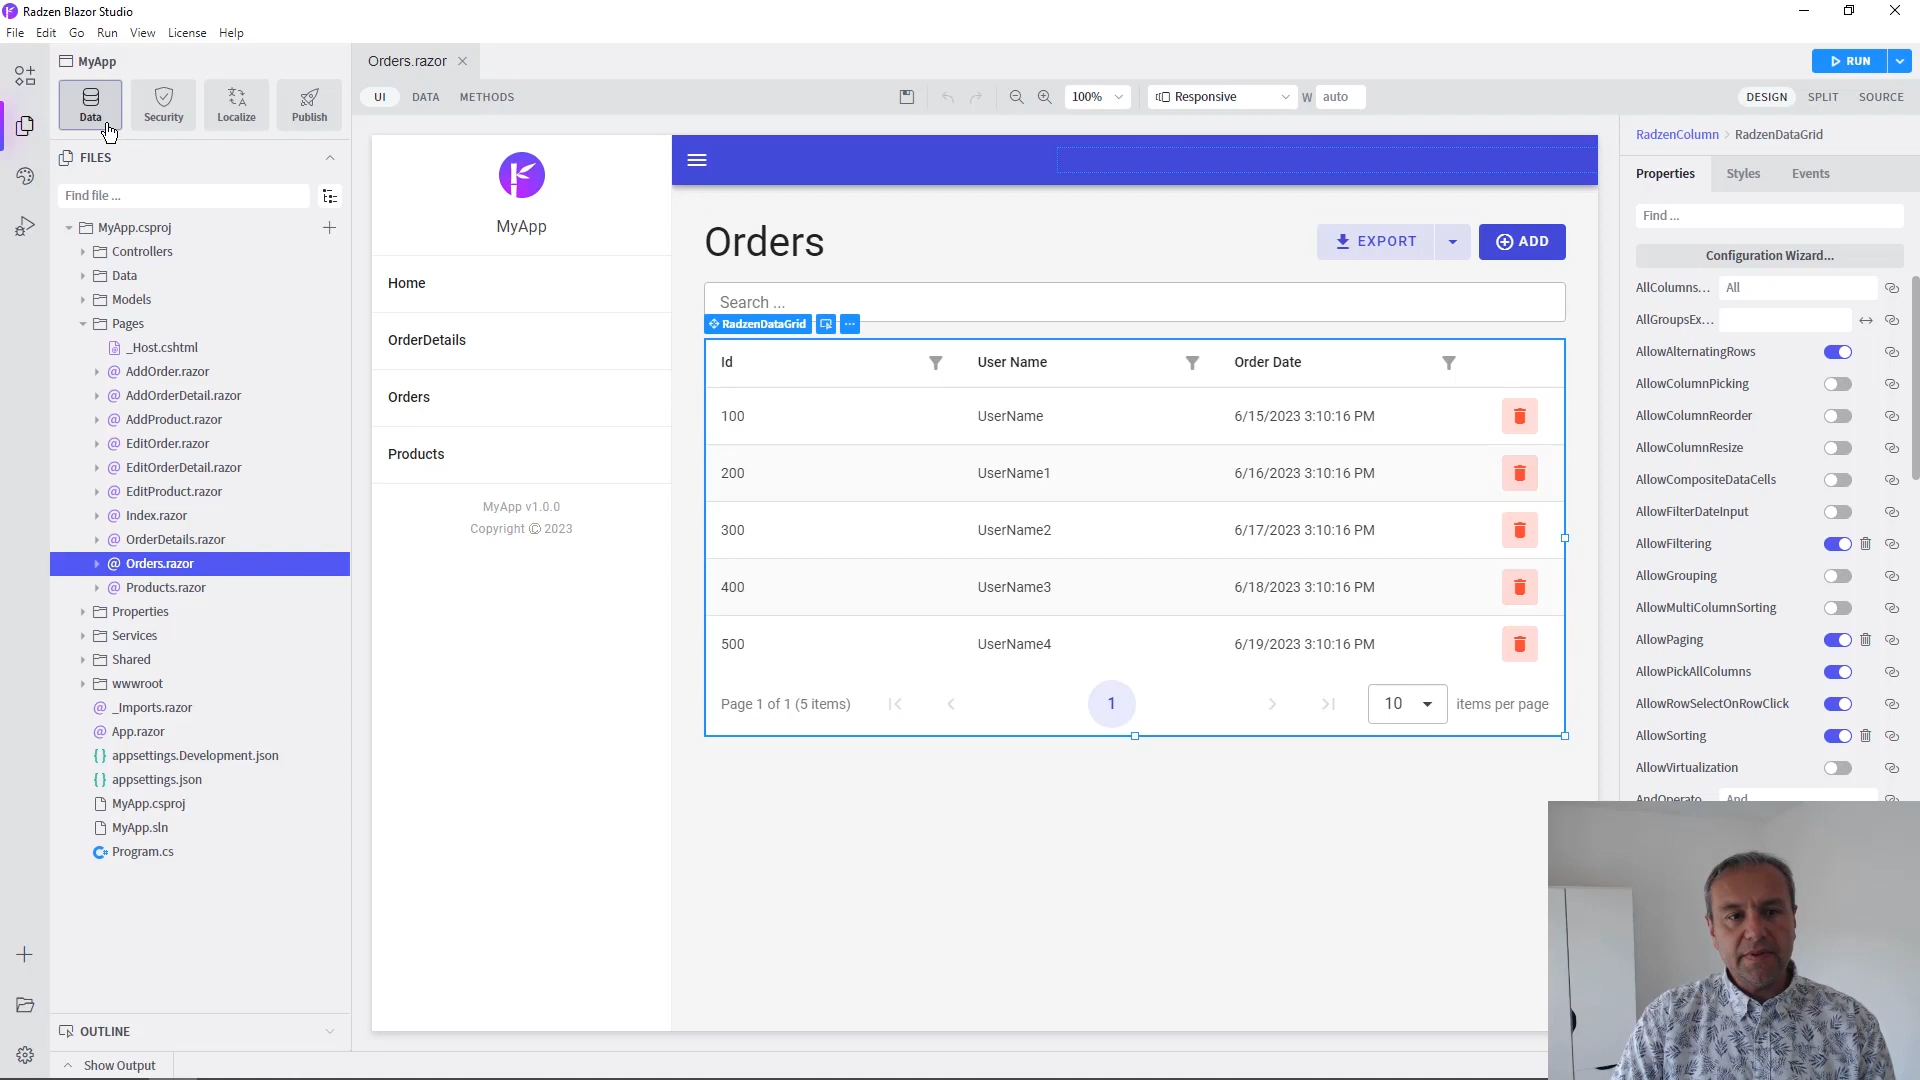 Radzen Blazor Studio
File Edit Go Run View License Help
MyApp
Data Security Localize Publish
FILES
Find file ...
MyApp.csproj
Controllers
Data
Models
Pages
_Host.cshtml
AddOrder.razor
AddOrderDetail.razor
AddProduct.razor
EditOrder.razor
EditOrderDetail.razor
EditProduct.razor
Index.razor
OrderDetails.razor
Orders.razor
Products.razor
Properties
Services
Shared
wwwroot
_Imports.razor
App.razor
appsettings.Development.json
appsettings.json
MyApp.csproj
MyApp.sln
Program.cs
OUTLINE
Show Output
Orders.razor
RUN
UI DATA METHODS
100%
Responsive
W auto
DESIGN SPLIT SOURCE
MyApp
Home
OrderDetails
Orders
Products
MyApp v1.0.0
Copyright © 2023
Orders
EXPORT
ADD
Search ...
RadzenDataGrid
Id User Name Order Date
100 UserName 6/15/2023 3:10:16 PM
200 UserName1 6/16/2023 3:10:16 PM
300 UserName2 6/17/2023 3:10:16 PM
400 UserName3 6/18/2023 3:10:16 PM
500 UserName4 6/19/2023 3:10:16 PM
Page 1 of 1 (5 items) 1 10 items per page
RadzenColumn > RadzenDataGrid
Properties Styles Events
Find ...
Configuration Wizard...
AllColumns... All
AllGroupsEx...
AllowAlternatingRows
AllowColumnPicking
AllowColumnReorder
AllowColumnResize
AllowCompositeDataCells
AllowFilterDateInput
AllowFiltering
AllowGrouping
AllowMultiColumnSorting
AllowPaging
AllowPickAllColumns
AllowRowSelectOnRowClick
AllowSorting
AllowVirtualization
AndOperato And